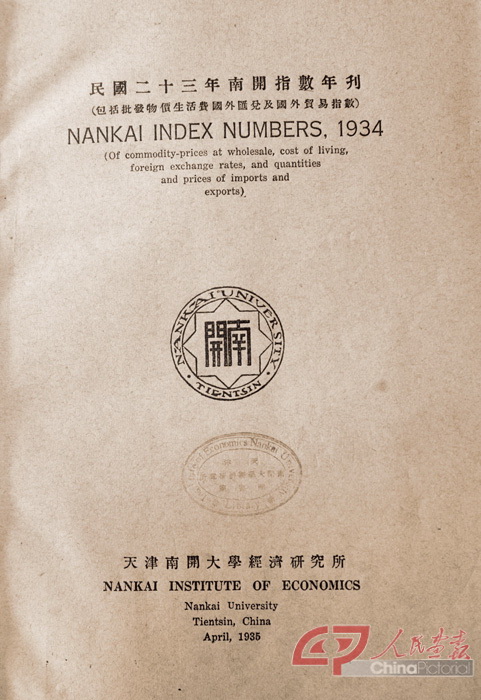 民國二十三年南開指數年刊
(包括批發物價生活費國外匯兌及國外貿易指數)
NANKAI INDEX NUMBERS, 1934
(Of commodity-prices at wholesale, cost of living,
foreign exchange rates, and quantities
and prices of imports and
exports)
NANKAI UNIVERSITY
開南
TIENTSIN
Economics Nankai
Library
天津南開大學經濟研究所
NANKAI INSTITUTE OF ECONOMICS
Nankai University
Tientsin, China
April, 1935
人民画报
ChinaPictorial